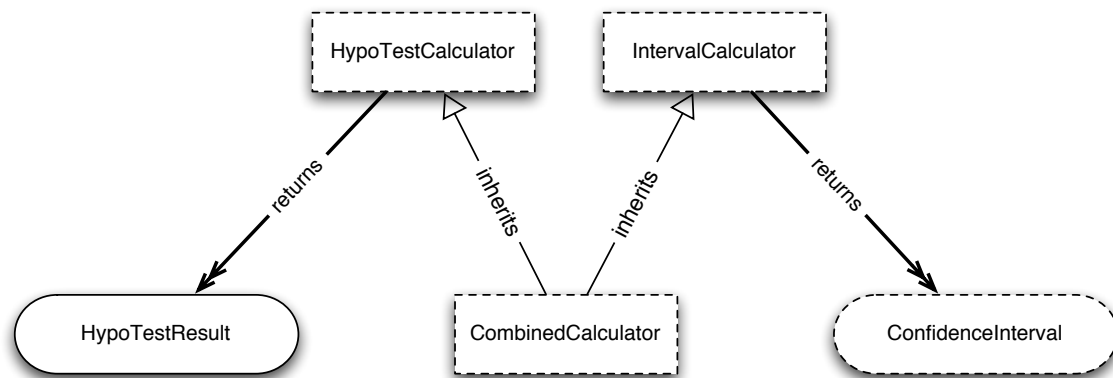 HypoTestCalculator
IntervalCalculator
returns
inherits
inherits
returns
HypoTestResult
CombinedCalculator
ConfidenceInterval